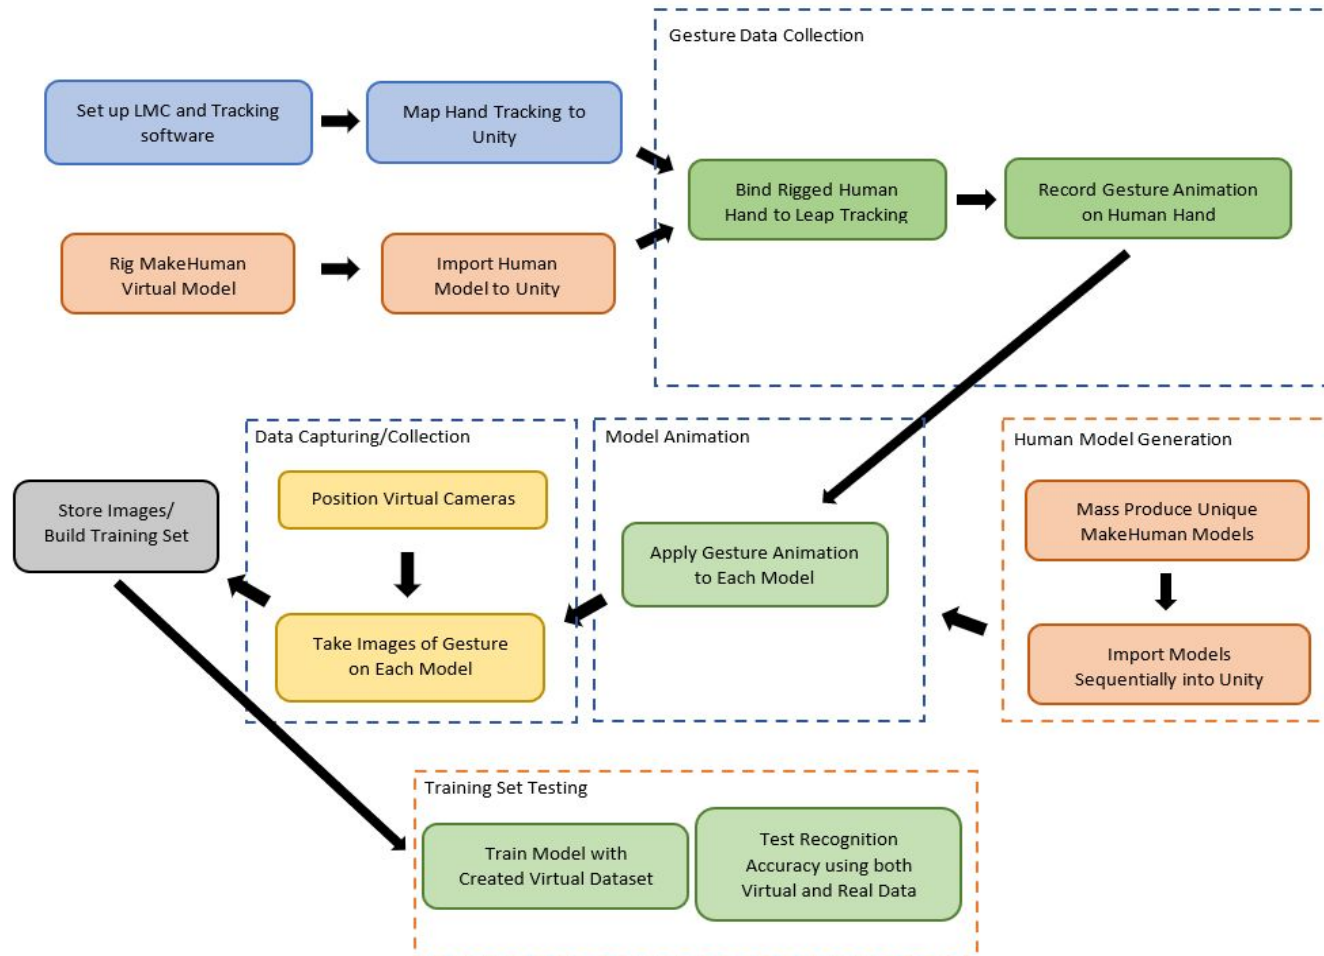 Gesture Data Collection
Set up LMC and Tracking
software
Map Hand Tracking to
Unity
Bind Rigged Human
Hand to Leap Tracking
Record Gesture Animation
on Human Hand
Rig MakeHuman
Virtual Model
Import Human
Model to Unity
Data Capturing/Collection
Model Animation
Human Model Generation
Position Virtual Cameras
Store Images/
Build Training Set
Apply Gesture Animation
to Each Model
Mass Produce Unique
MakeHuman Models
Take Images of Gesture
on Each Model
Import Models
Sequentially into Unity
Training Set Testing
Train Model with
Created Virtual Dataset
Test Recognition
Accuracy using both
Virtual and Real Data